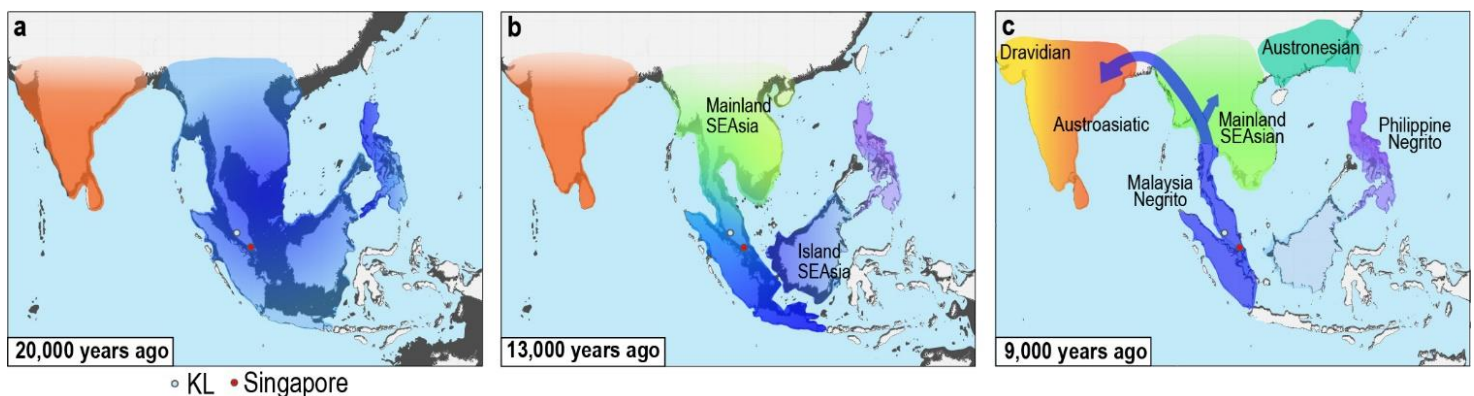 a
20,000 years ago
b
Mainland
SEAsia
Island
SEAsia
13,000 years ago
c
Dravidian
Austronesian
Austroasiatic
Mainland
SEAsian
Philippine
Negrito
Malaysia
Negrito
9,000 years ago
KL Singapore